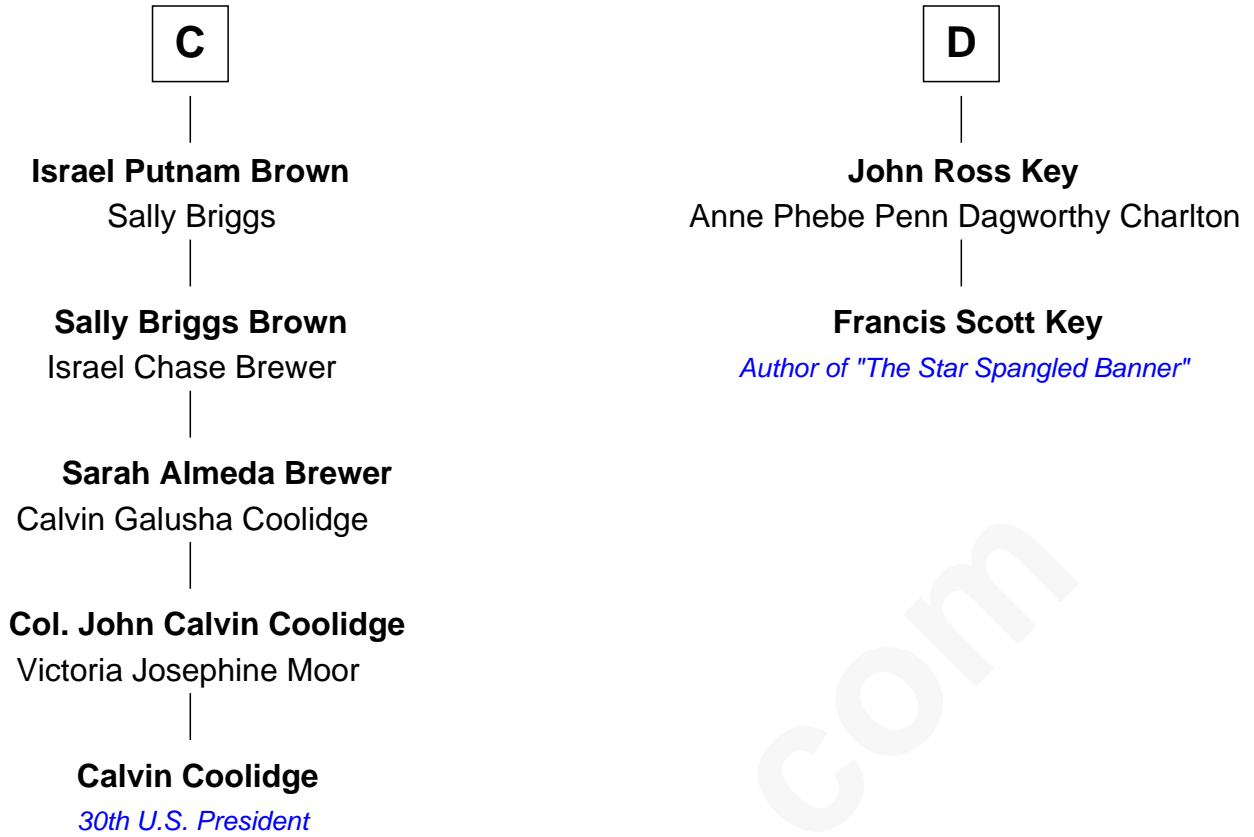 C
Israel Putnam Brown
Sally Briggs
Sally Briggs Brown
Israel Chase Brewer
Sarah Almeda Brewer
Calvin Galusha Coolidge
Col. John Calvin Coolidge
Victoria Josephine Moor
Calvin Coolidge
30th U.S. President
D
John Ross Key
Anne Phebe Penn Dagworthy Charlton
Francis Scott Key
Author of "The Star Spangled Banner"
com